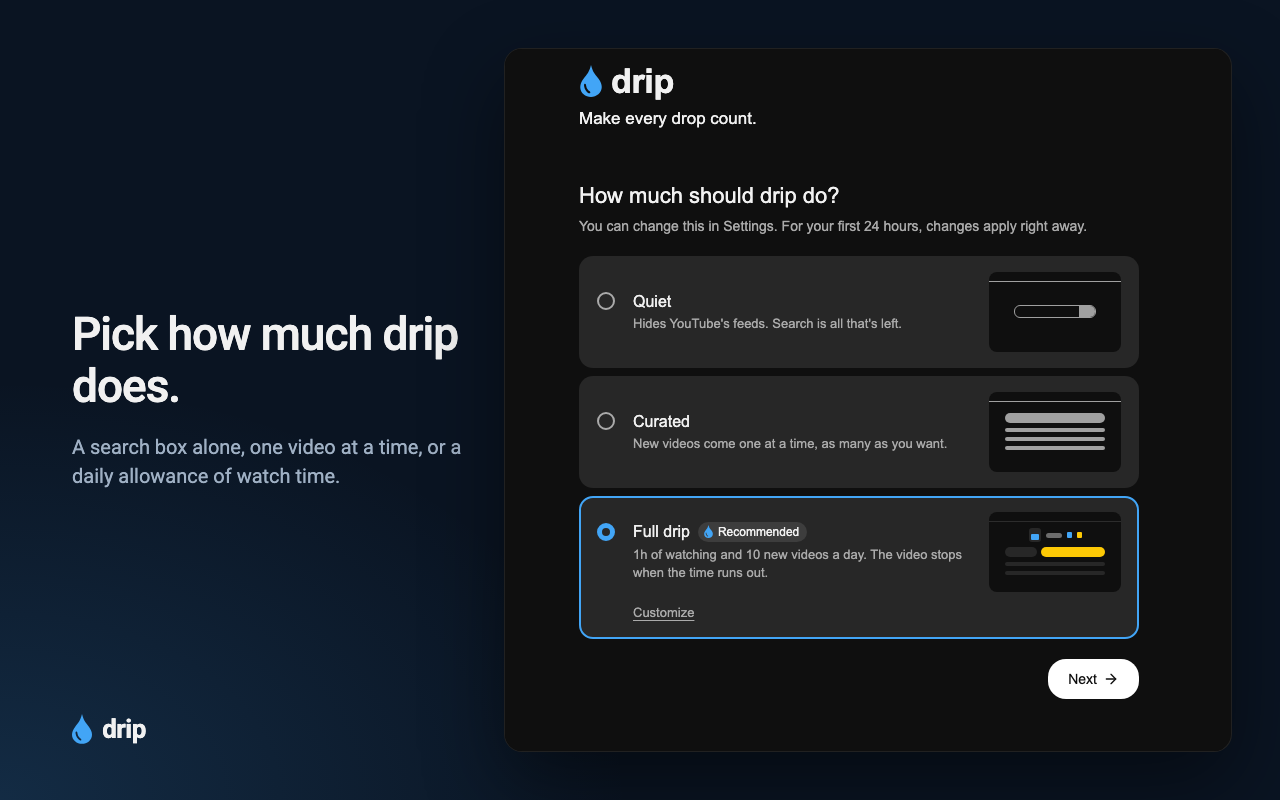 Pick how much drip
does.
A search box alone, one video at a time, or a
daily allowance of watch time.
drip
drip
Make every drop count.
How much should drip do?
You can change this in Settings. For your first 24 hours, changes apply right away.
Quiet
Hides YouTube's feeds. Search is all that's left.
Curated
New videos come one at a time, as many as you want.
Full drip Recommended
1h of watching and 10 new videos a day. The video stops
when the time runs out.
Customize
Next